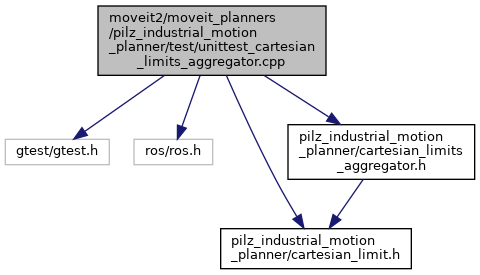 moveit2/moveit_planners
/pilz_industrial_motion
_planner/test/unittest_cartesian
_limits_aggregator.cpp
gtest/gtest.h
ros/ros.h
pilz_industrial_motion
_planner/cartesian_limits
_aggregator.h
pilz_industrial_motion
_planner/cartesian_limit.h